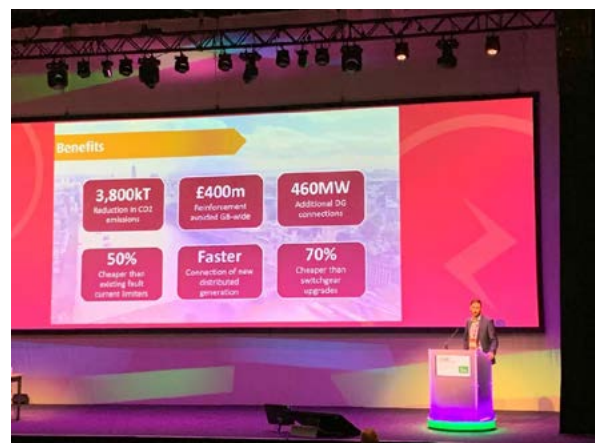 Benefits
3,800kT
Reduction in CO2
emissions
£400m
Reinforcement
avoided GB-wide
460MW
Additional DG
connections
50%
Cheaper than
existing fault
current limiters
Faster
Connection of new
distributed
generation
70%
Cheaper than
switchgear
upgrades